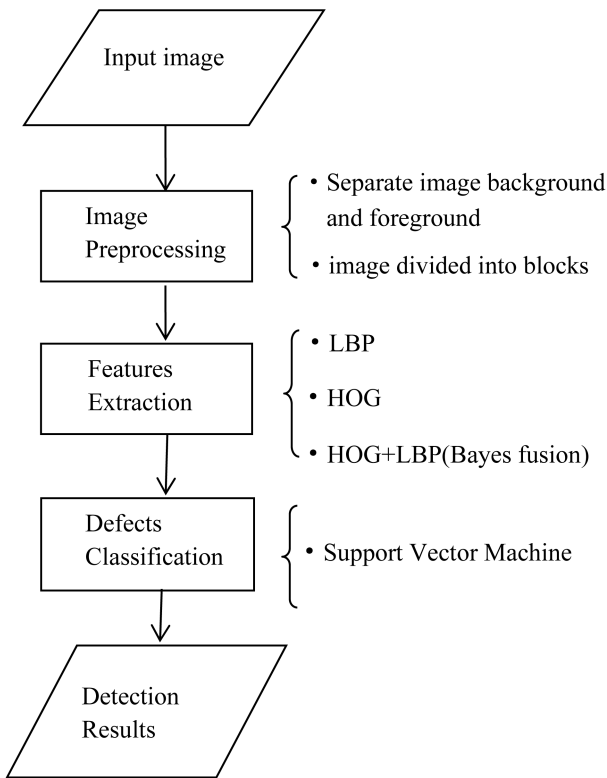 Input image
Image
Preprocessing
• Separate image background
and foreground
• image divided into blocks
Features
Extraction
• LBP
• HOG
• HOG+LBP(Bayes fusion)
Defects
Classification
• Support Vector Machine
Detection
Results